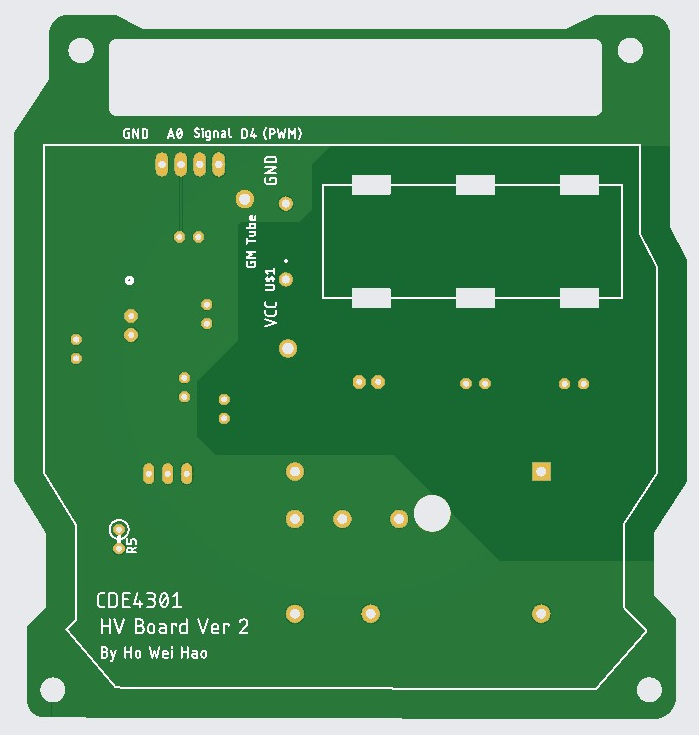 GND A0 Signal D4 (PWM)
GND
GM Tube
U$1
VCC
R5
CDE4301
HV Board Ver 2
By Ho Wei Hao